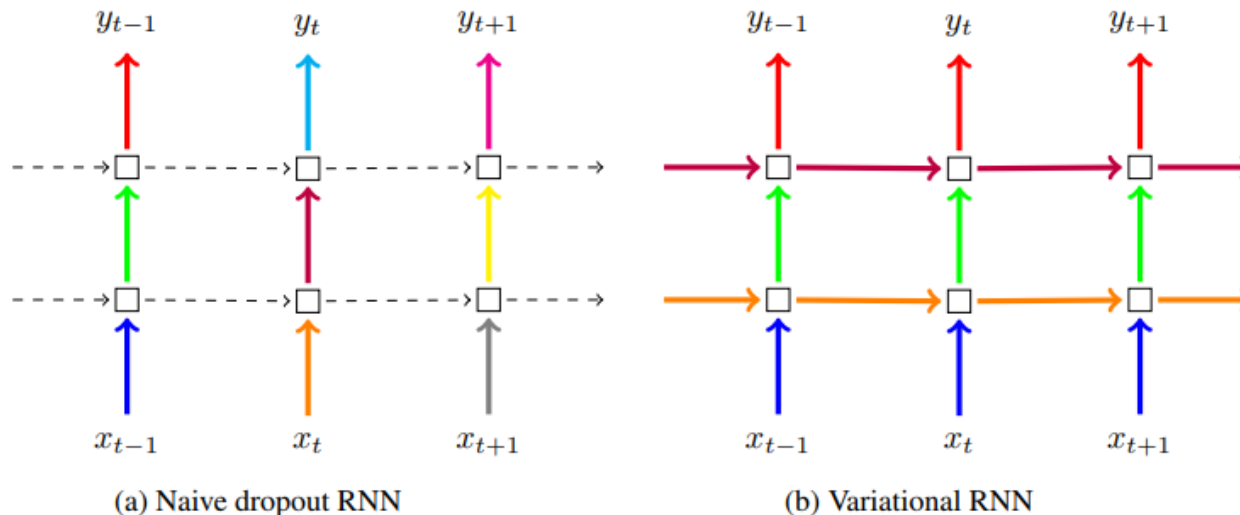 y_{t-1} y_t y_{t+1} y_{t-1} y_t y_{t+1}
x_{t-1} x_t x_{t+1} x_{t-1} x_t x_{t+1}
(a) Naive dropout RNN (b) Variational RNN